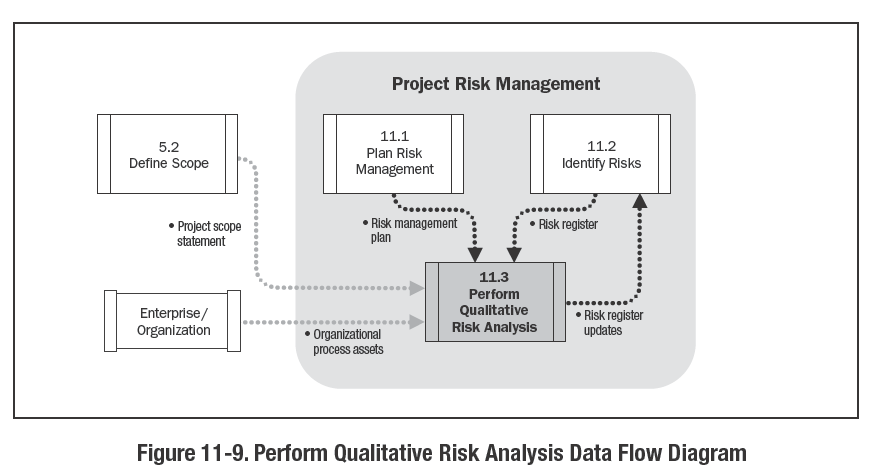 Project Risk Management
5.2
Define Scope
11.1
Plan Risk
Management
11.2
Identify Risks
• Project scope
statement
• Risk management
plan
• Risk register
11.3
Perform
Qualitative
Risk Analysis
Enterprise/
Organization
• Organizational
process assets
• Risk register
updates
Figure 11-9. Perform Qualitative Risk Analysis Data Flow Diagram